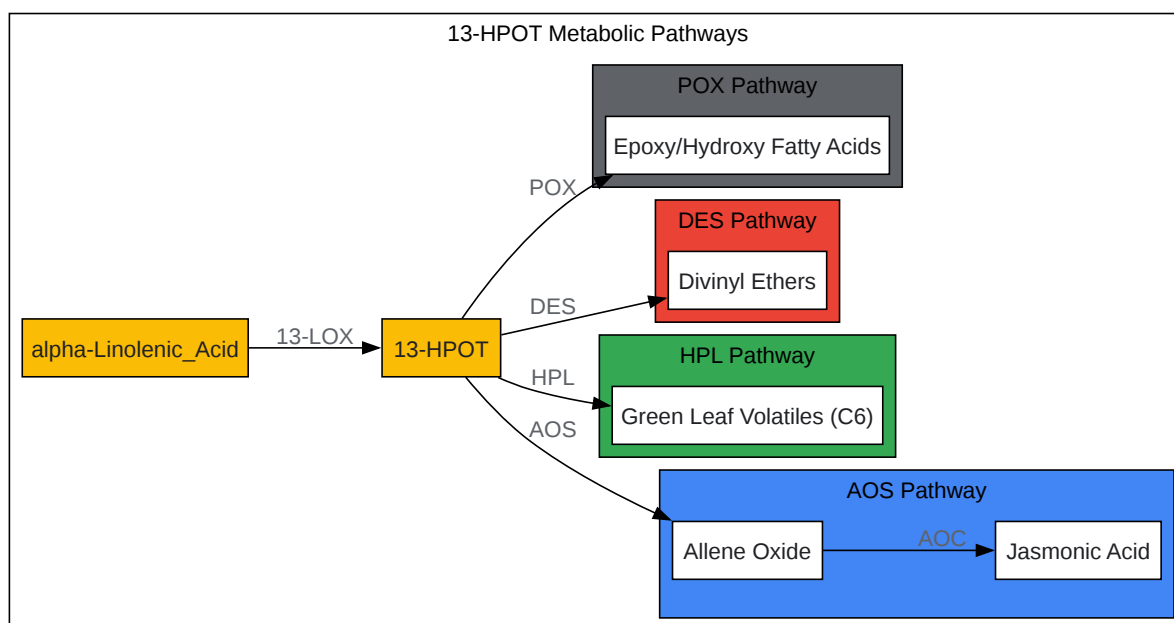 13-HPOT Metabolic Pathways
POX Pathway
Epoxy/Hydroxy Fatty Acids
POX
DES Pathway
Divinyl Ethers
DES
alpha-Linolenic_Acid
13-LOX
13-HPOT
HPL Pathway
HPL
Green Leaf Volatiles (C6)
AOS
AOS Pathway
Allene Oxide
AOC
Jasmonic Acid